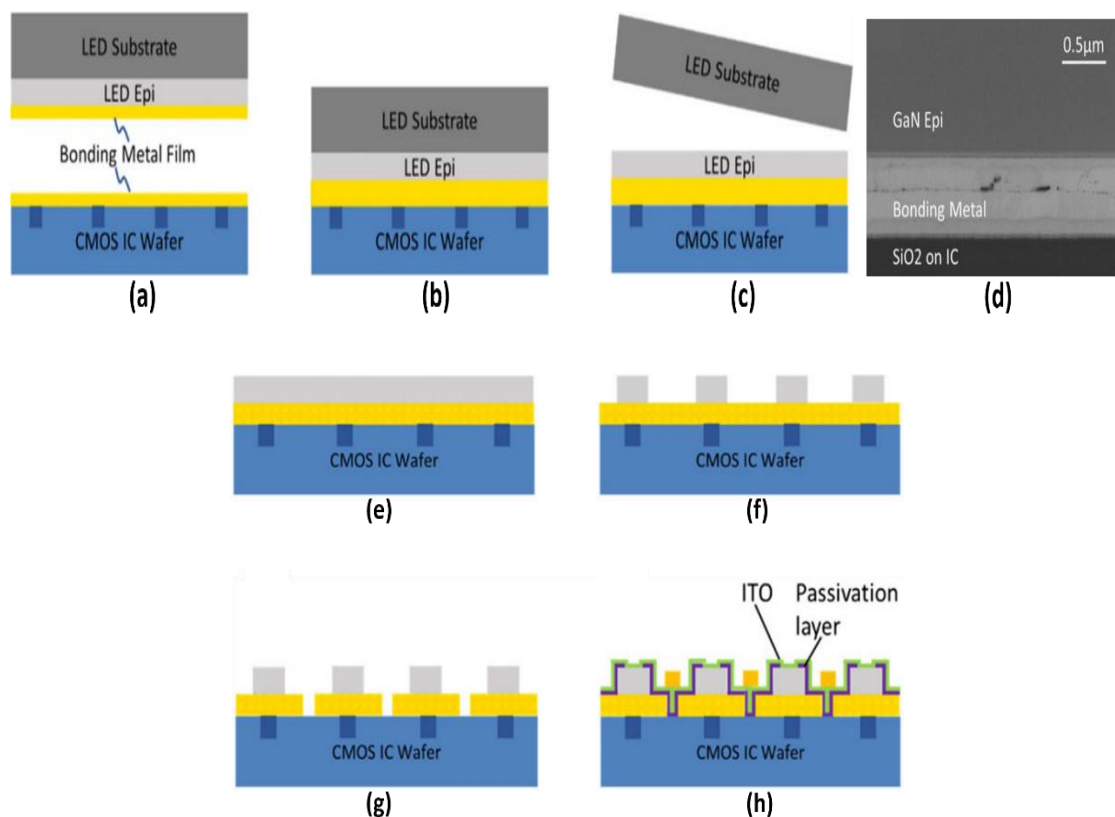 LED Substrate
LED Epi
Bonding Metal Film
CMOS IC Wafer
(a)
LED Substrate
LED Epi
CMOS IC Wafer
(b)
LED Substrate
LED Epi
CMOS IC Wafer
(c)
0.5µm
GaN Epi
Bonding Metal
SiO2 on IC
(d)
CMOS IC Wafer
(e)
CMOS IC Wafer
(f)
CMOS IC Wafer
(g)
ITO
Passivation
layer
CMOS IC Wafer
(h)